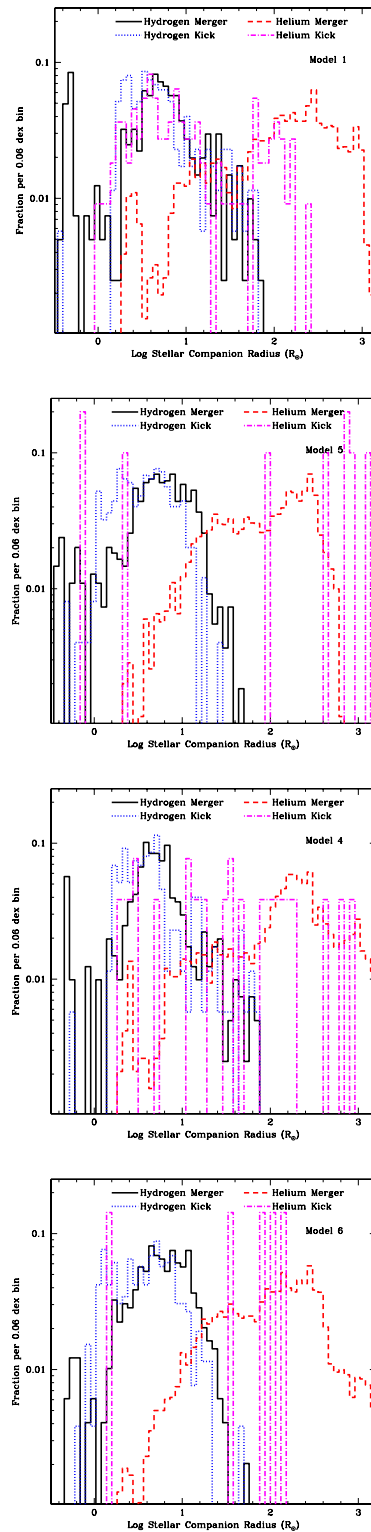 Hydrogen Merger
Helium Merger
Hydrogen Kick
Helium Kick
Model 1
0.1
0.01
Fraction per 0.06 dex bin
0
1
2
3
Log Stellar Companion Radius (R⊙)
Hydrogen Merger
Helium Merger
Hydrogen Kick
Helium Kick
Model 5
0.1
0.01
Fraction per 0.06 dex bin
0
1
2
3
Log Stellar Companion Radius (R⊙)
Hydrogen Merger
Helium Merger
Hydrogen Kick
Helium Kick
Model 4
0.1
0.01
Fraction per 0.06 dex bin
0
1
2
3
Log Stellar Companion Radius (R⊙)
Hydrogen Merger
Helium Merger
Hydrogen Kick
Helium Kick
Model 6
0.1
0.01
Fraction per 0.06 dex bin
0
1
2
3
Log Stellar Companion Radius (R⊙)